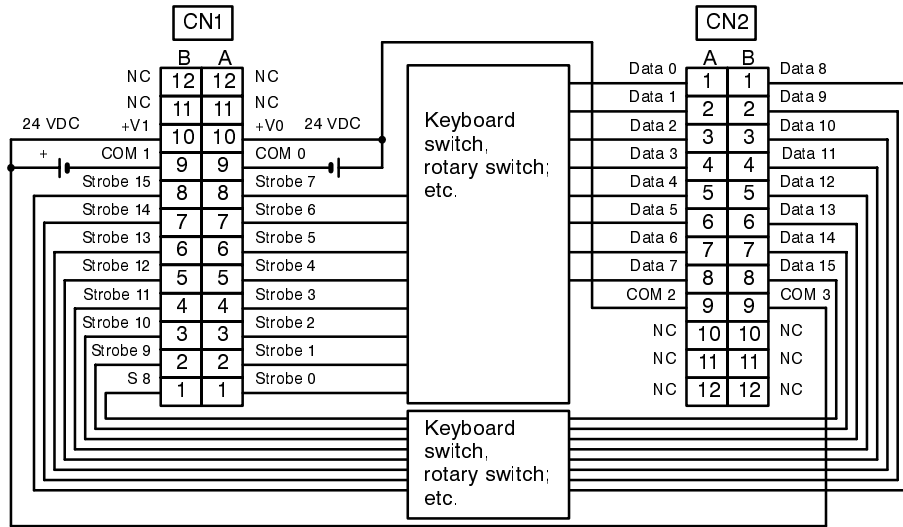 CN1
CN2
B A
A B
NC 12 12 NC
NC 11 11 NC
24 VDC +V1 10 10 +V0 24 VDC
+ COM 1 9 9 COM 0
Strobe 15 8 8 Strobe 7
Strobe 14 7 7 Strobe 6
Strobe 13 6 6 Strobe 5
Strobe 12 5 5 Strobe 4
Strobe 11 4 4 Strobe 3
Strobe 10 3 3 Strobe 2
Strobe 9 2 2 Strobe 1
S 8 1 1 Strobe 0
Keyboard
switch,
rotary switch;
etc.
Data 0 1 1 Data 8
Data 1 2 2 Data 9
Data 2 3 3 Data 10
Data 3 4 4 Data 11
Data 4 5 5 Data 12
Data 5 6 6 Data 13
Data 6 7 7 Data 14
Data 7 8 8 Data 15
COM 2 9 9 COM 3
NC 10 10 NC
NC 11 11 NC
NC 12 12 NC
Keyboard
switch,
rotary switch;
etc.